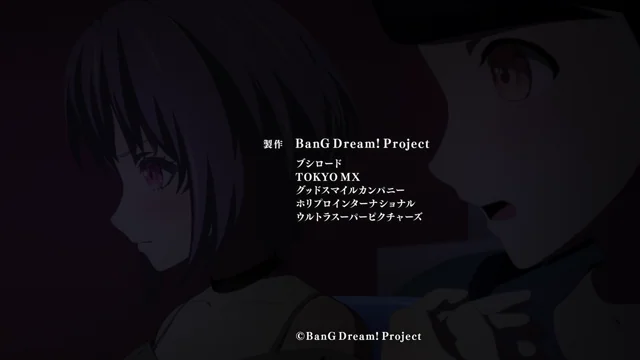 製作 BanG Dream! Project
ブシロード
TOKYO MX
グッドスマイルカンパニー
ホリプロインターナショナル
ウルトラスーパーピクチャーズ
©BanG Dream! Project